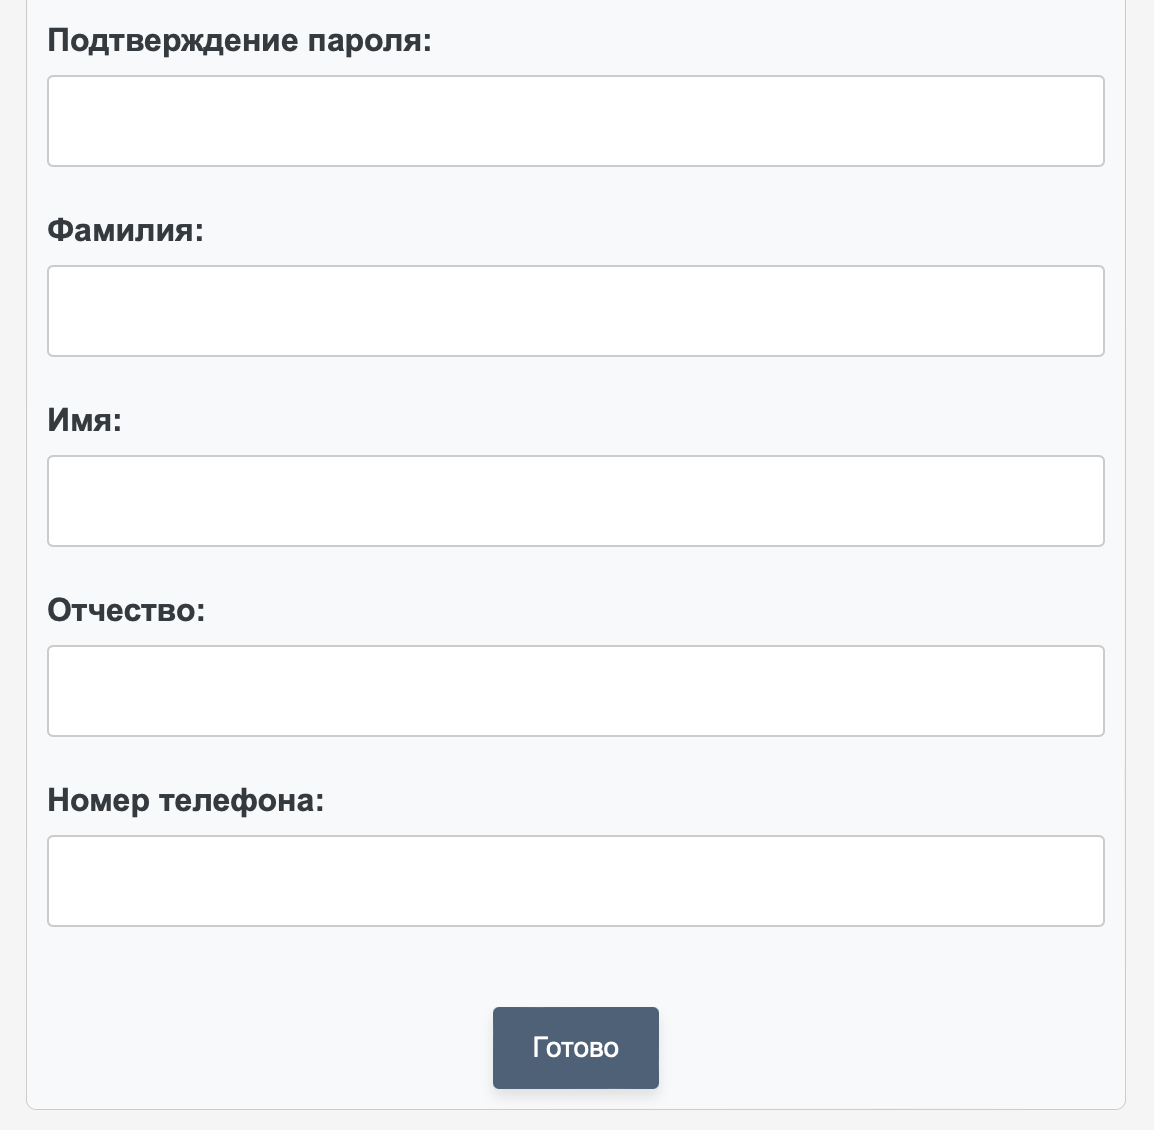 Подтверждение пароля:
Фамилия:
Имя:
Отчество:
Номер телефона:
Готово